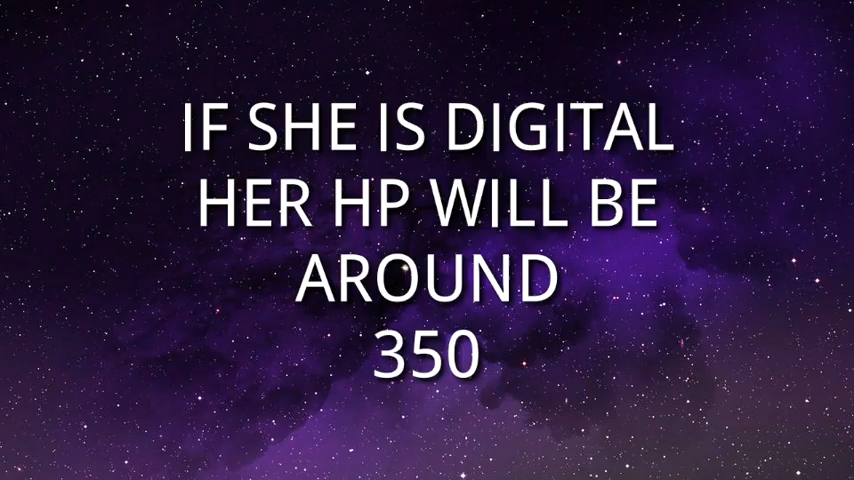 IF SHE IS DIGITAL
HER HP WILL BE
AROUND
350